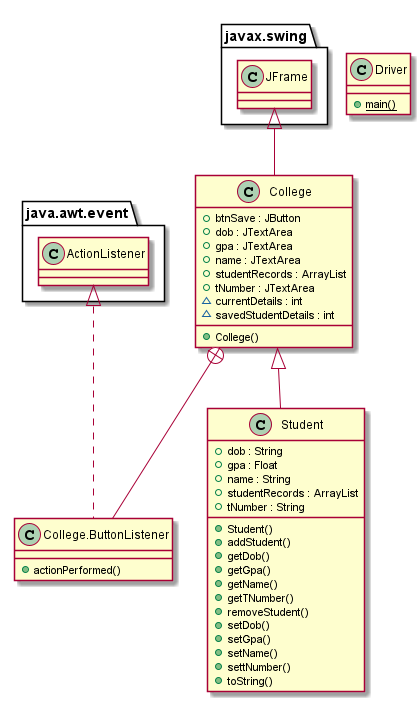 javax.swing
C JFrame
C Driver
main()
C College
btnSave : JButton
dob : JTextArea
gpa : JTextArea
name : JTextArea
studentRecords : ArrayList
tNumber : JTextArea
currentDetails : int
savedStudentDetails : int
College()
java.awt.event
C ActionListener
C Student
dob : String
gpa : Float
name : String
studentRecords : ArrayList
tNumber : String
Student()
addStudent()
getDob()
getGpa()
getName()
getTNumber()
removeStudent()
setDob()
setGpa()
setName()
settNumber()
toString()
C College.ButtonListener
actionPerformed()